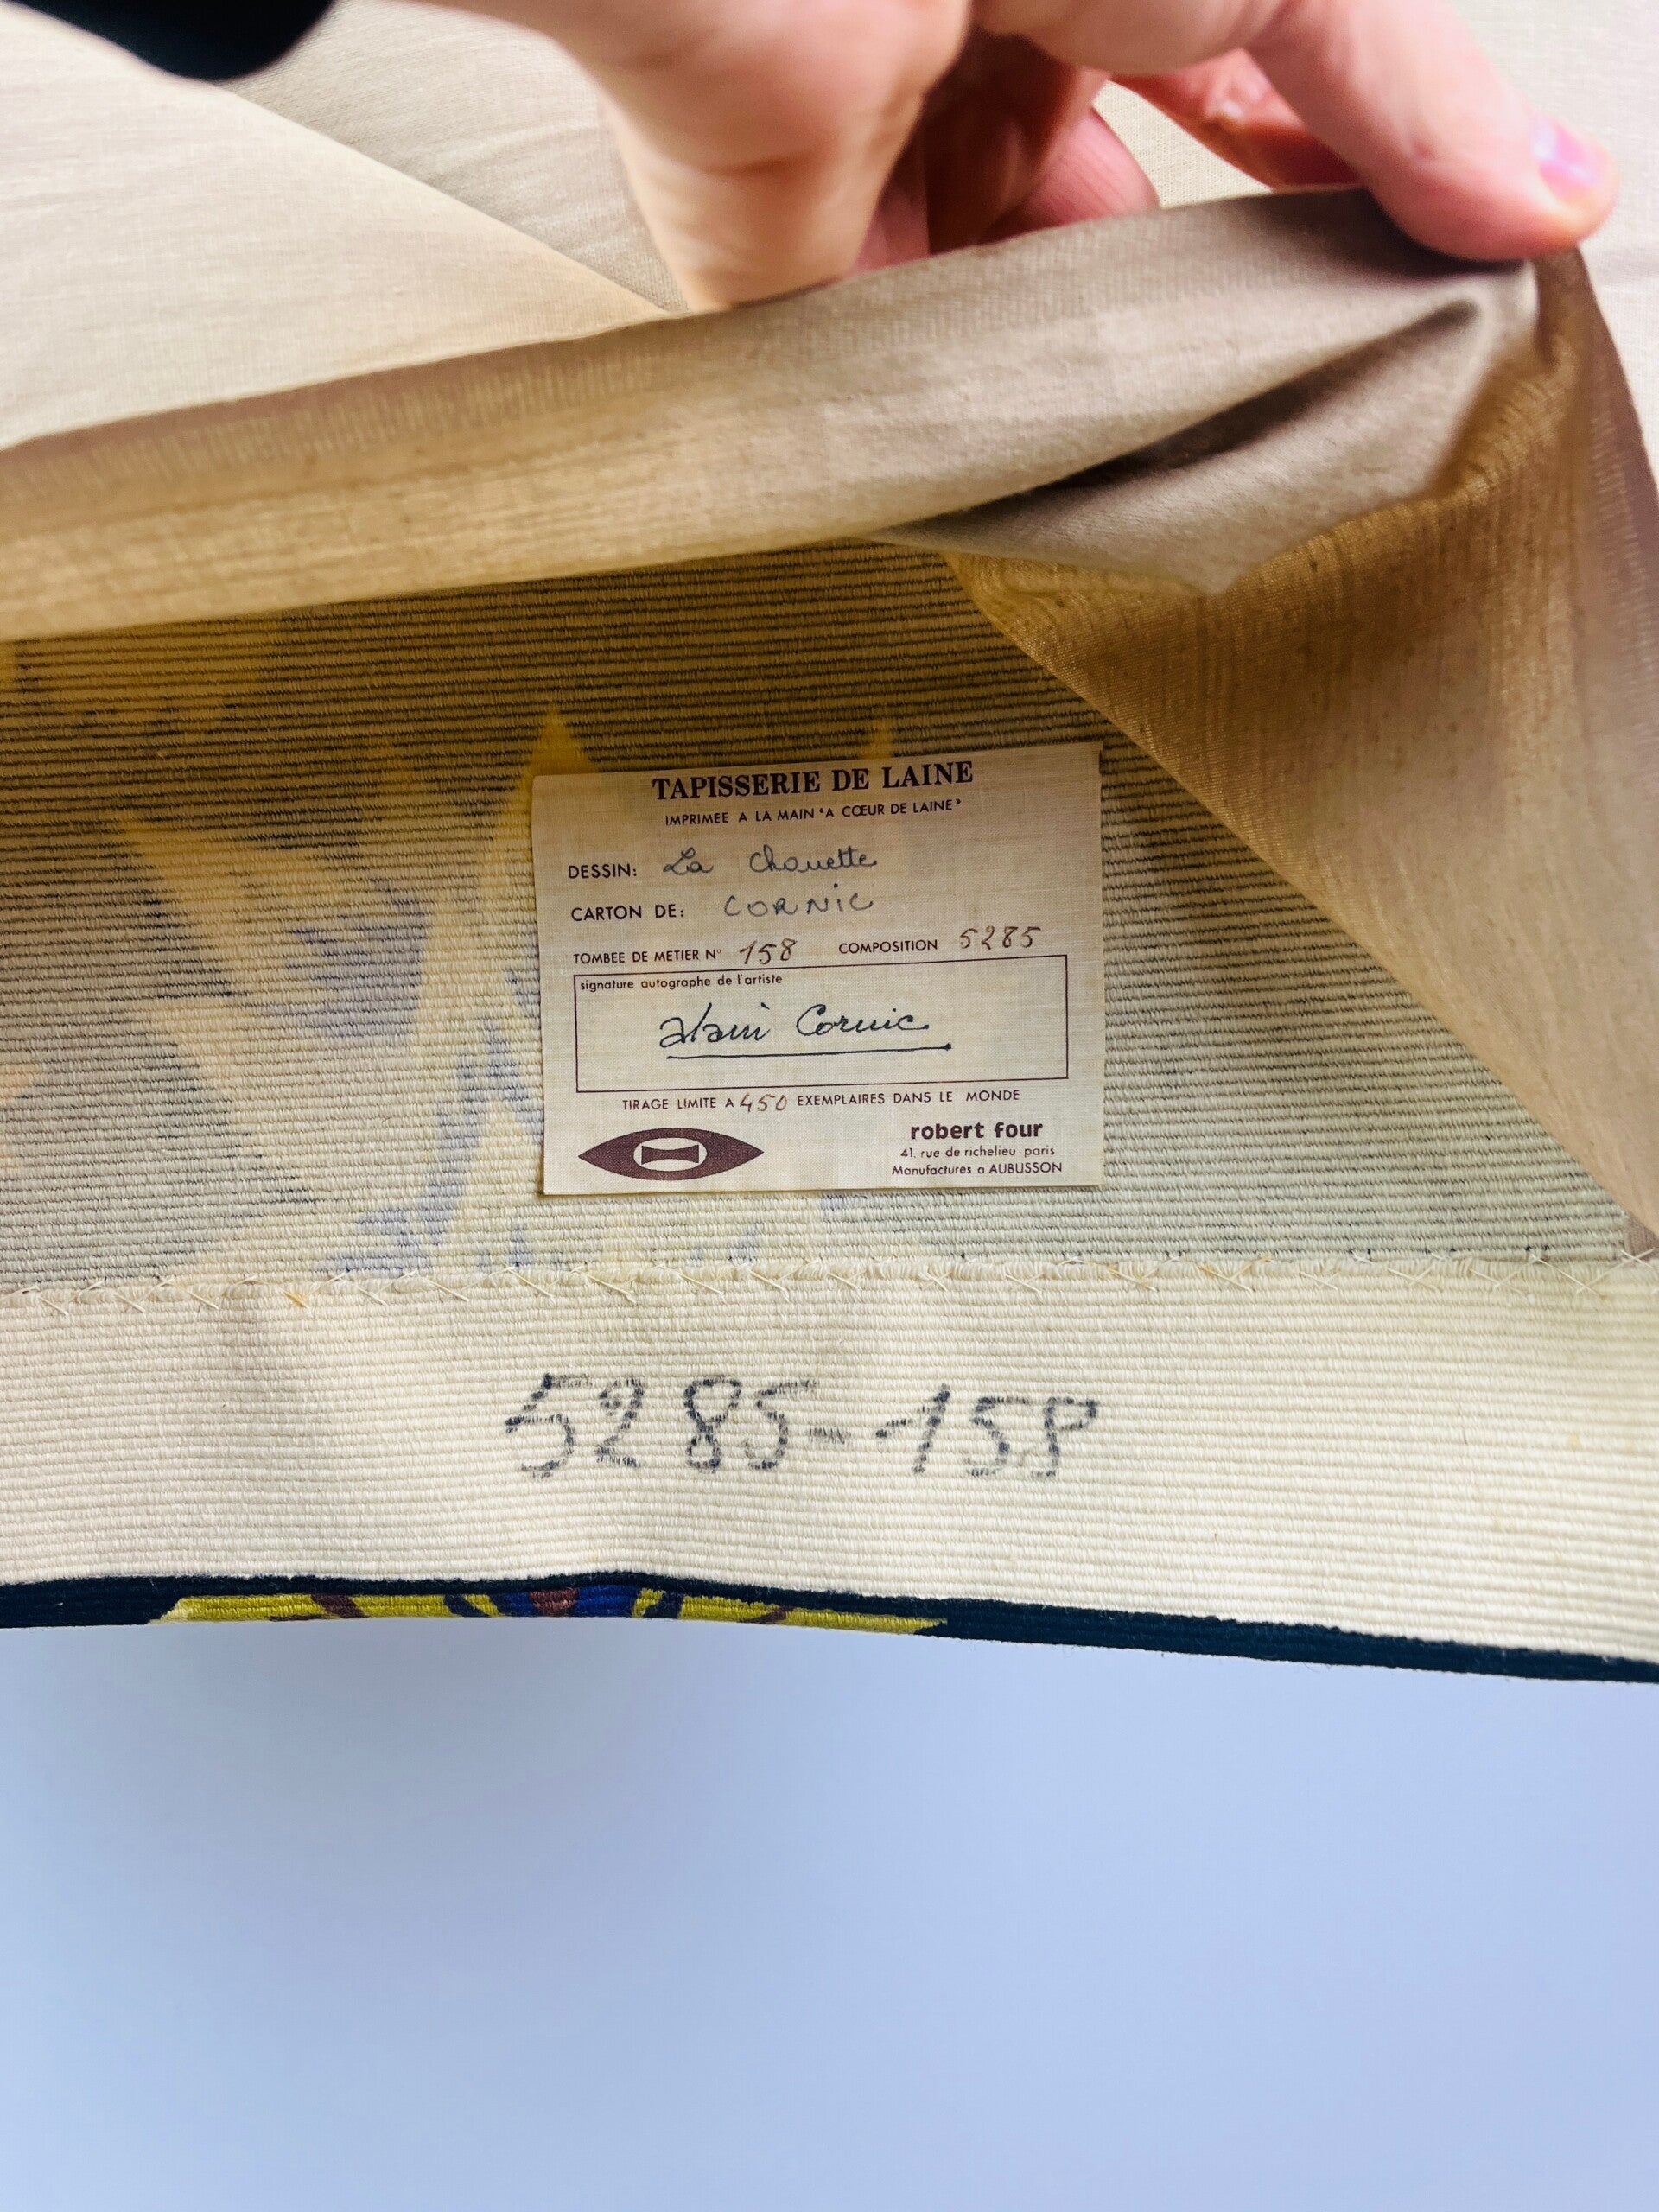 TAPISSERIE DE LAINE
IMPRIMEE A LA MAIN "A CŒUR DE LAINE"
DESSIN: La Chouette
CARTON DE: CORNIC
TOMBEE DE METIER N° 158 COMPOSITION 5285
signature autographe de l'artiste
alain Cornic
TIRAGE LIMITE A 450 EXEMPLAIRES DANS LE MONDE
robert four
41, rue de richelieu paris
Manufactures à AUBUSSON
5285-158